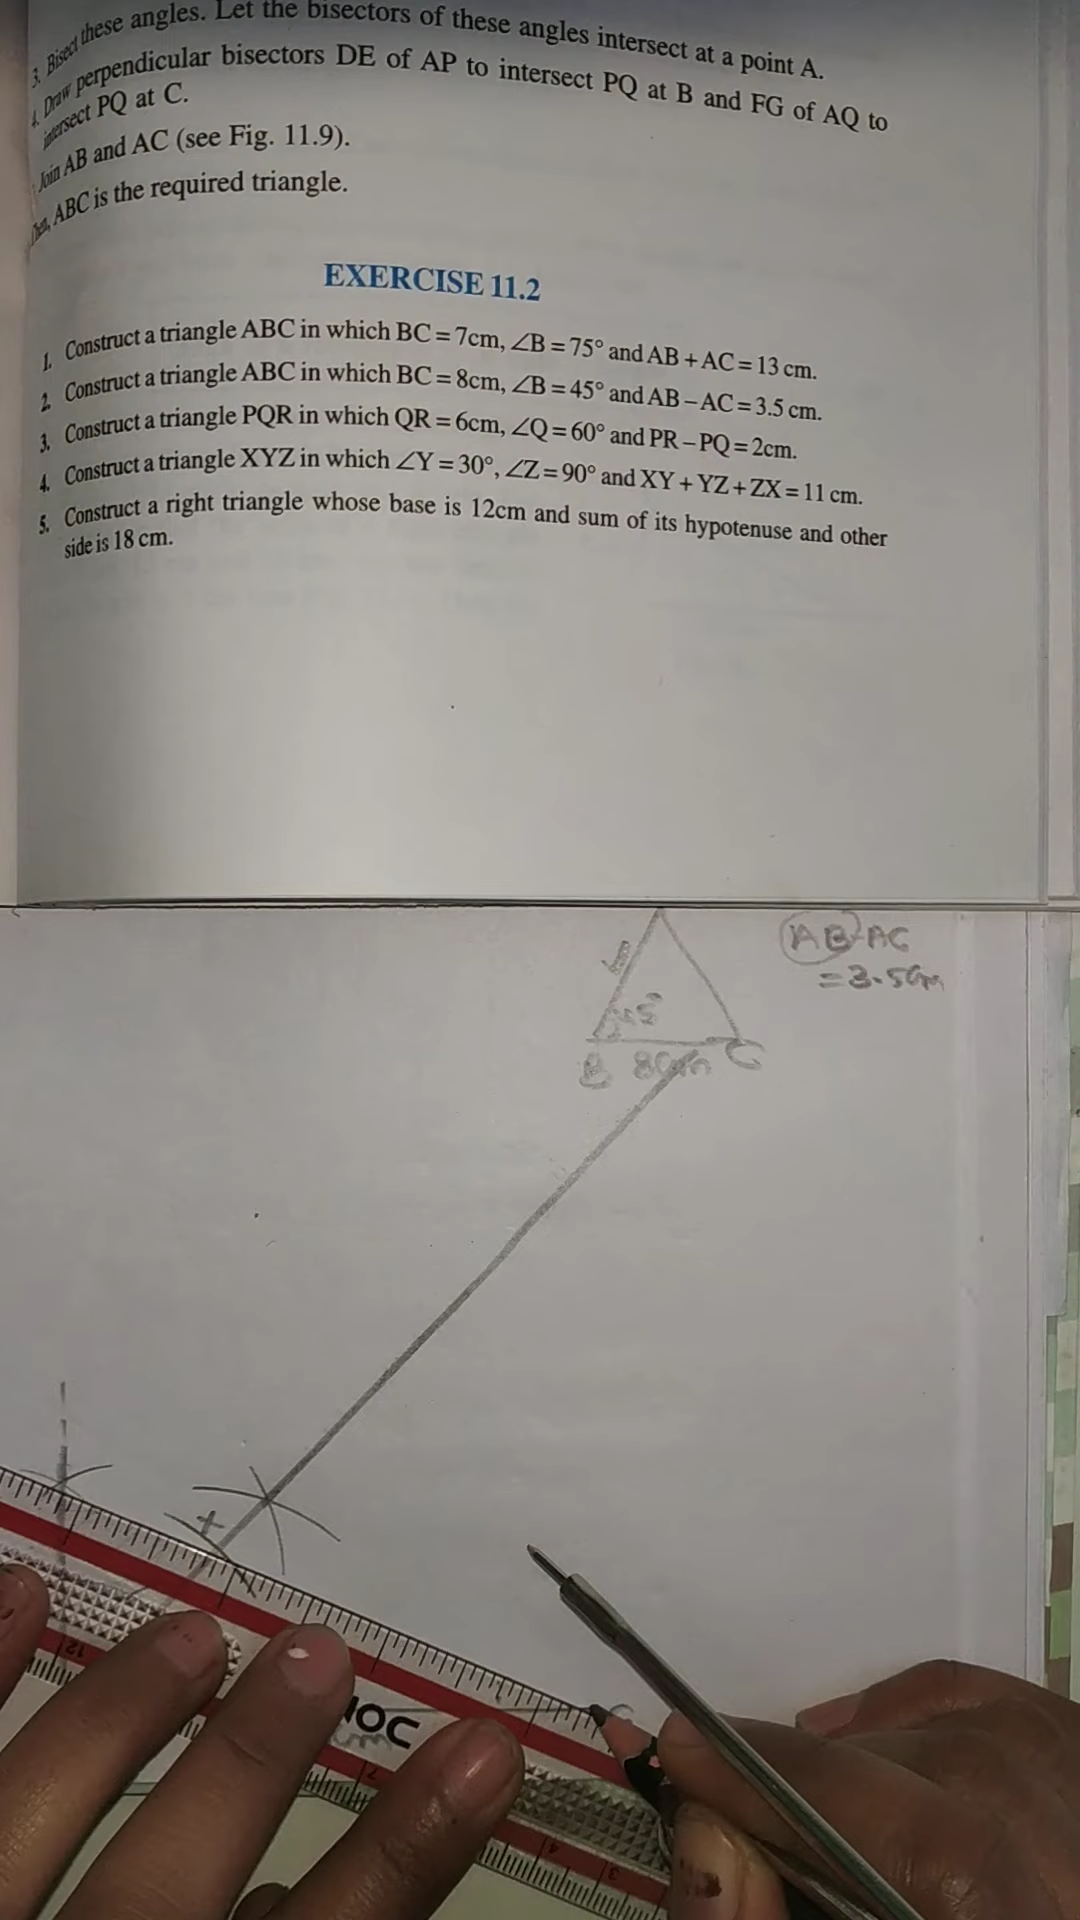 3. Bisect these angles. Let the bisectors of these angles intersect at a point A.
4. Draw perpendicular bisectors DE of AP to intersect PQ at B and FG of AQ to
intersect PQ at C.
Join AB and AC (see Fig. 11.9).
Then, ABC is the required triangle.
EXERCISE 11.2
1. Construct a triangle ABC in which BC = 7cm, ∠B = 75° and AB + AC = 13 cm.
2. Construct a triangle ABC in which BC = 8cm, ∠B = 45° and AB – AC = 3.5 cm.
3. Construct a triangle PQR in which QR = 6cm, ∠Q = 60° and PR – PQ = 2cm.
4. Construct a triangle XYZ in which ∠Y = 30°, ∠Z = 90° and XY + YZ + ZX = 11 cm.
5. Construct a right triangle whose base is 12cm and sum of its hypotenuse and other
side is 18 cm.
AB-AC
=3.5cm
45°
B 8cm C
12
7
4
3